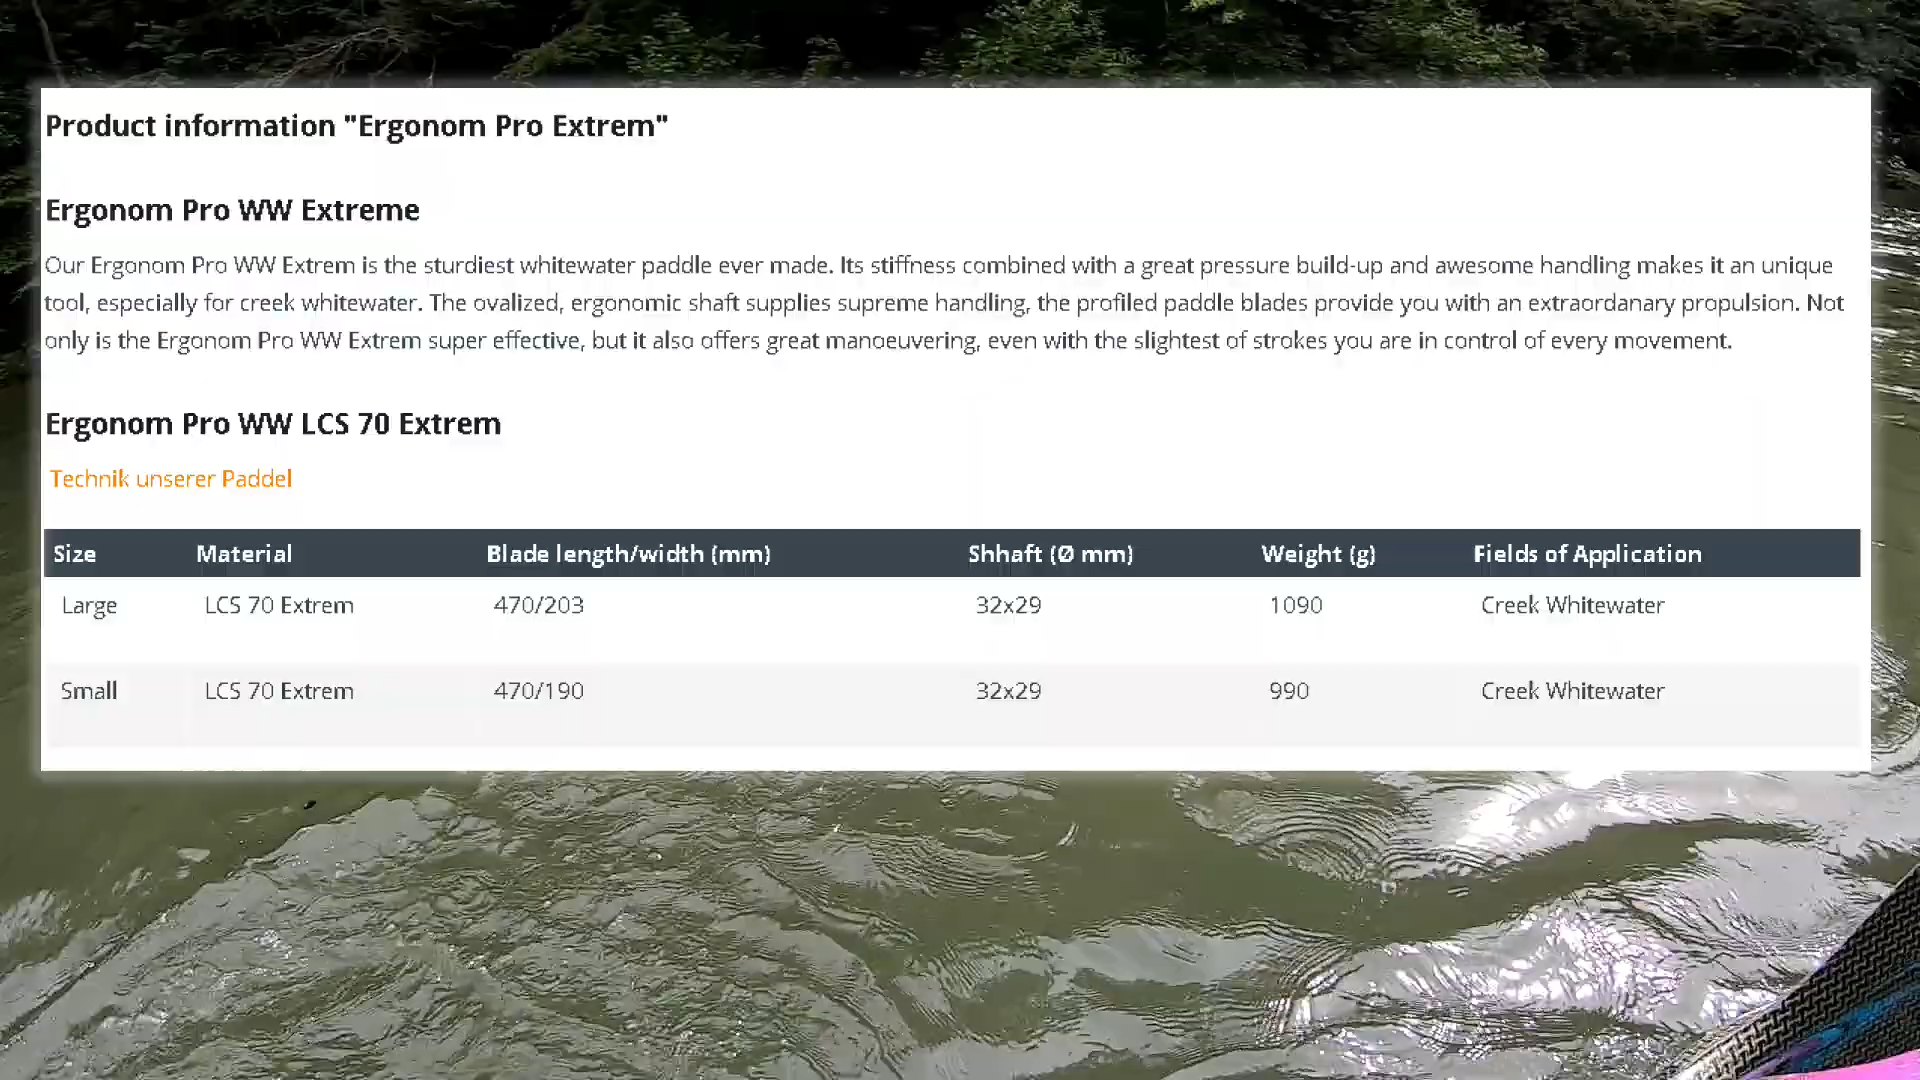 Product information "Ergonom Pro Extrem"
Ergonom Pro WW Extreme
Our Ergonom Pro WW Extrem is the sturdiest whitewater paddle ever made. Its stiffness combined with a great pressure build-up and awesome handling makes it an unique
tool, especially for creek whitewater. The ovalized, ergonomic shaft supplies supreme handling, the profiled paddle blades provide you with an extraordanary propulsion. Not
only is the Ergonom Pro WW Extrem super effective, but it also offers great manoeuvering, even with the slightest of strokes you are in control of every movement.
Ergonom Pro WW LCS 70 Extrem
Technik unserer Paddel
Size Material Blade length/width (mm) Shhaft (Ø mm) Weight (g) Fields of Application
Large LCS 70 Extrem 470/203 32x29 1090 Creek Whitewater
Small LCS 70 Extrem 470/190 32x29 990 Creek Whitewater